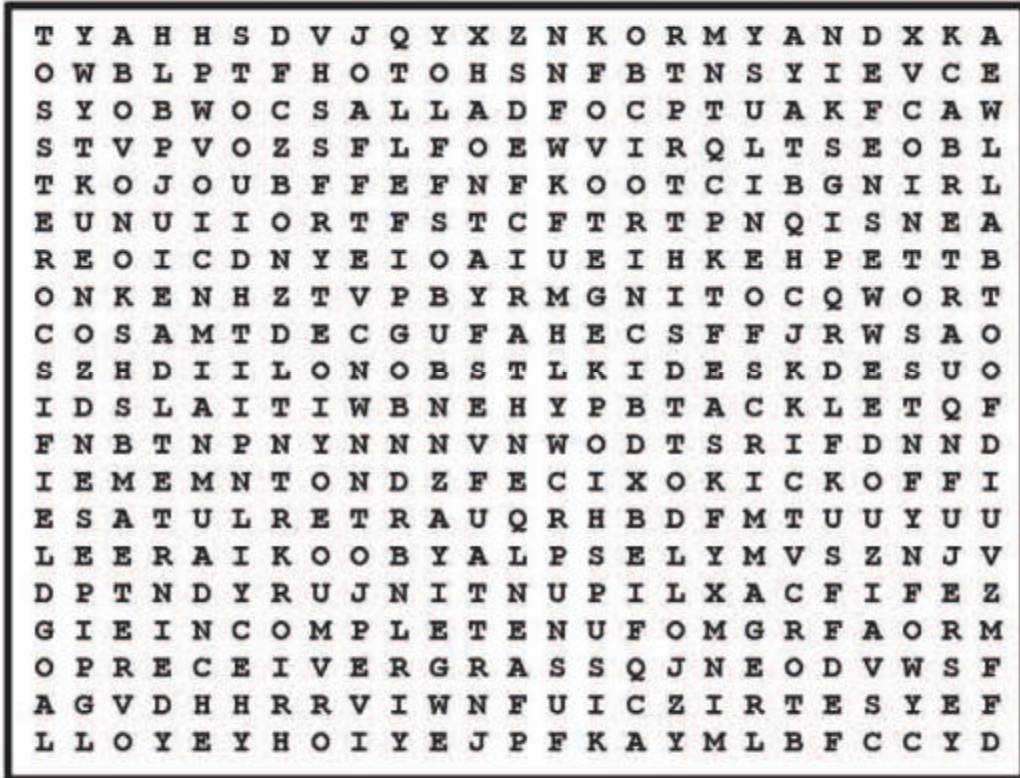 T Y A H H S D V J Q Y X Z N K O R M Y A N D X K A
O W B L P T F H O T O H S N F B T N S Y I E V C E
S Y O B W O C S A L L A D F O C P T U A K F C A W
S T V P V O Z S F L F O E W V I R Q L T S E O B L
T K O J O U B F F E F N F K O O T C I B G N I R L
E U N U I I O R T F S T C F T R T P N Q I S N E A
R E O I C D N Y E I O A I U E I H K E H P E T T B
O N K E N H Z T V P B Y R M G N I T O C Q W O R T
C O S A M T D E C G U F A H E C S F F J R W S A O
S Z H D I I L O N O B S T L K I D E S K D E S U O
I D S L A I T I W B N E H Y P B T A C K L E T Q F
F N B T N P N Y N N N V N W O D T S R I F D N N D
I E M E M N T O N D Z F E C I X O K I C K O F F I
E S A T U L R E T R A U Q R H B D F M T U U Y U U
L E E R A I K O O B Y A L P S E L Y M V S Z N J V
D P T N D Y R U J N I T N U P I L X A C F I F E Z
G I E I N C O M P L E T E N U F O M G R F A O R M
O P R E C E I V E R G R A S S Q J N E O D V W S F
A G V D H H R R V I W N F U I C Z I R T E S Y E F
L L O Y E Y H O I Y E J P F K A Y M L B F C C Y D